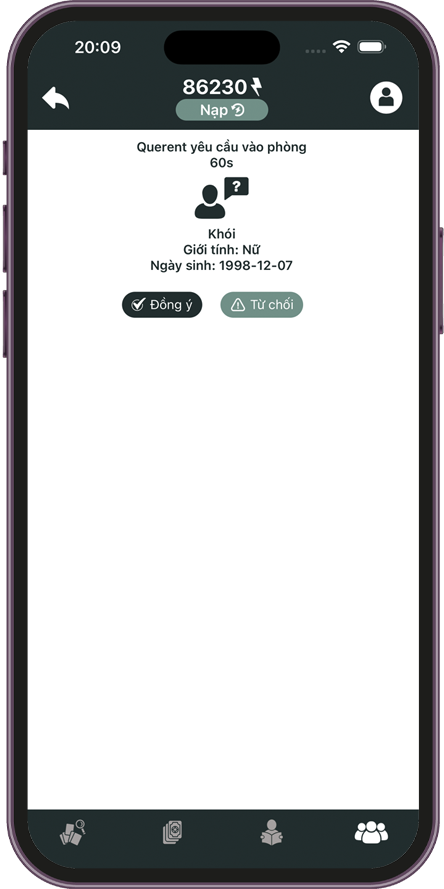 20:09
86230
Nạp
Querent yêu cầu vào phòng
60s
?
Khói
Giới tính: Nữ
Ngày sinh: 1998-12-07
Đồng ý
Từ chối